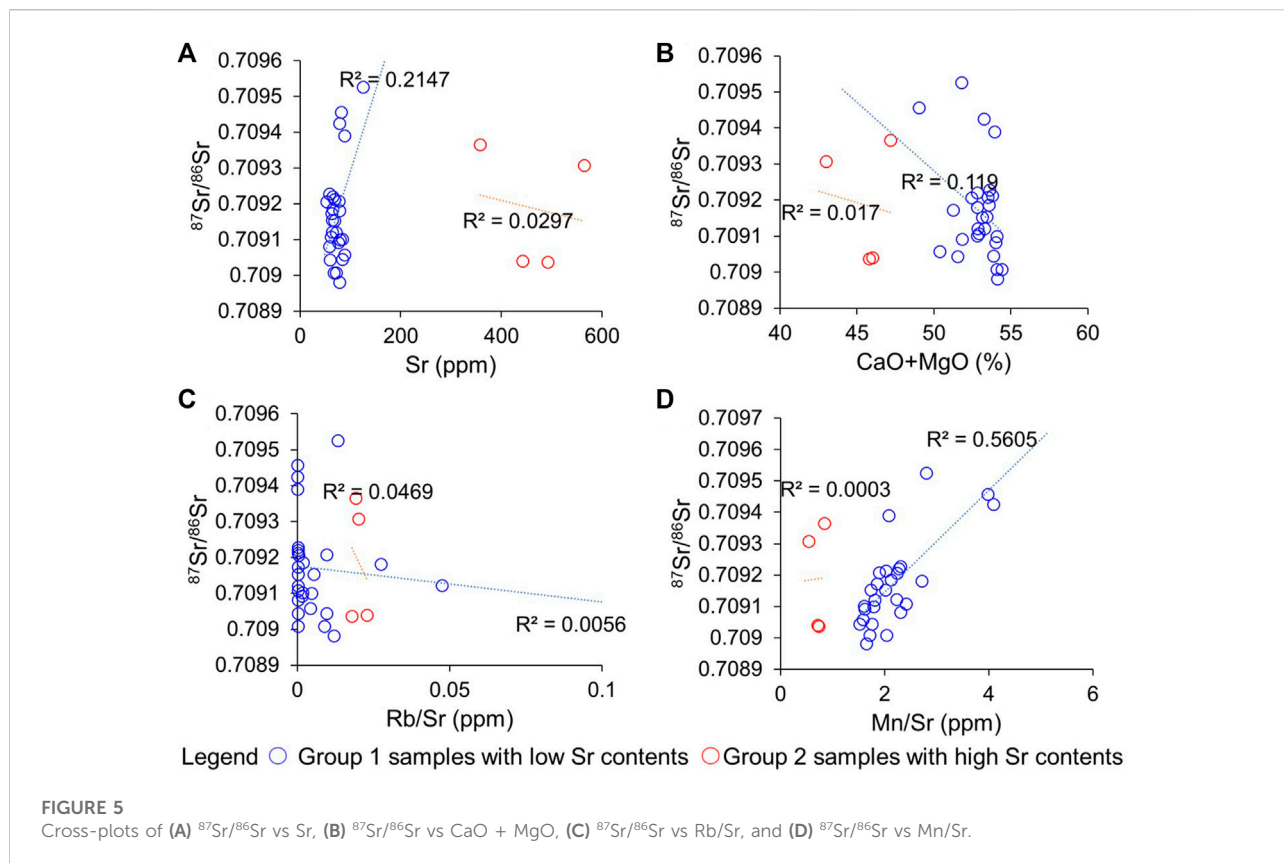 A
0.7096
0.7095
0.7094
0.7093
0.7092
0.7091
0.709
0.7089
⁸⁷Sr/⁸⁶Sr
R² = 0.2147
R² = 0.0297
0 200 400 600
Sr (ppm)
B
0.7096
0.7095
0.7094
0.7093
0.7092
0.7091
0.709
0.7089
⁸⁷Sr/⁸⁶Sr
R² = 0.119
R² = 0.017
40 45 50 55 60
CaO+MgO (%)
C
0.7096
0.7095
0.7094
0.7093
0.7092
0.7091
0.709
0.7089
⁸⁷Sr/⁸⁶Sr
R² = 0.0469
R² = 0.0056
0 0.05 0.1
Rb/Sr (ppm)
D
0.7097
0.7096
0.7095
0.7094
0.7093
0.7092
0.7091
0.709
0.7089
⁸⁷Sr/⁸⁶Sr
R² = 0.5605
R² = 0.0003
0 2 4 6
Mn/Sr (ppm)
Legend Group 1 samples with low Sr contents Group 2 samples with high Sr contents
FIGURE 5
Cross-plots of (A) ⁸⁷Sr/⁸⁶Sr vs Sr, (B) ⁸⁷Sr/⁸⁶Sr vs CaO + MgO, (C) ⁸⁷Sr/⁸⁶Sr vs Rb/Sr, and (D) ⁸⁷Sr/⁸⁶Sr vs Mn/Sr.